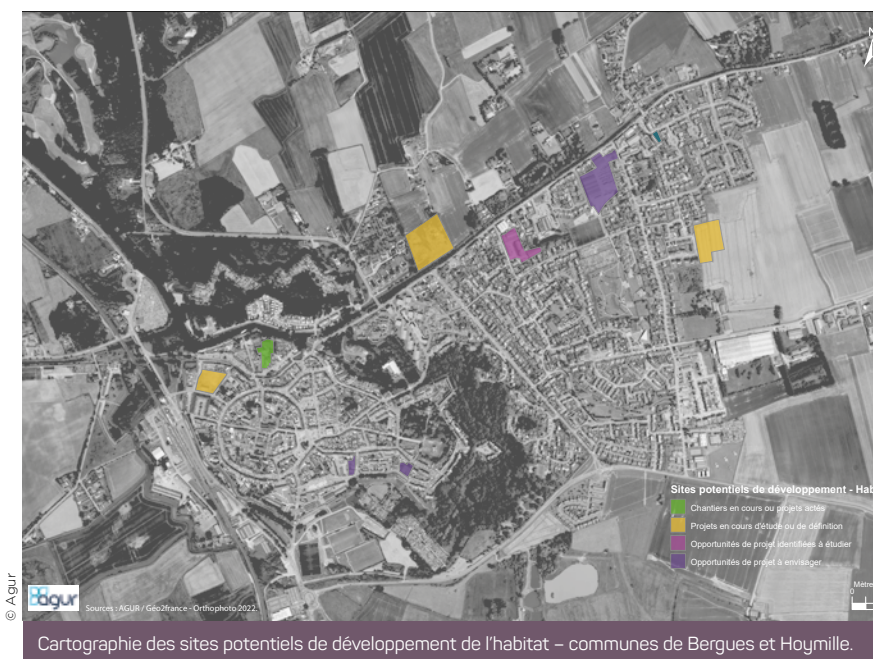 Sites potentiels de développement - Hab
Chantiers en cours ou projets actés
Projets en cours d'étude ou de définition
Opportunités de projet identifiées à étudier
Opportunités de projet à envisager
Mètre
0
© Agur
agur
Sources : AGUR / Géo2france - Orthophoto 2022.
Cartographie des sites potentiels de développement de l'habitat – communes de Bergues et Hoymille.